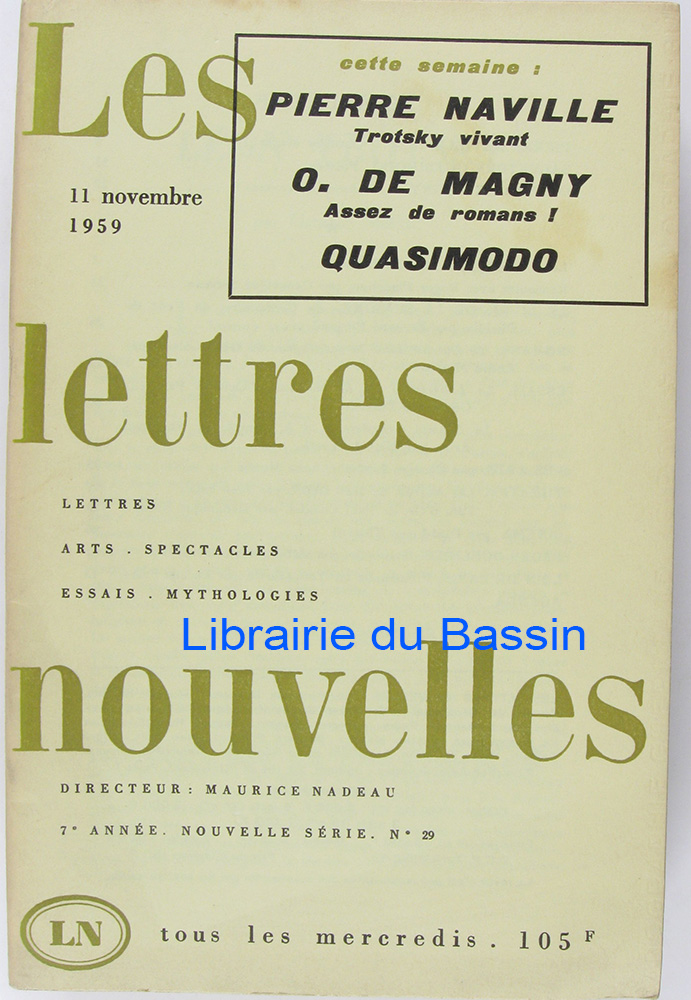 Les
cette semaine :
PIERRE NAVILLE
Trotsky vivant
O. DE MAGNY
Assez de romans !
QUASIMODO
11 novembre
1959
lettres
LETTRES
ARTS . SPECTACLES
ESSAIS . MYTHOLOGIES
Librairie du Bassin
nouvelles
DIRECTEUR : MAURICE NADEAU
7e ANNÉE. NOUVELLE SÉRIE. N° 29
LN
tous les mercredis . 105 F